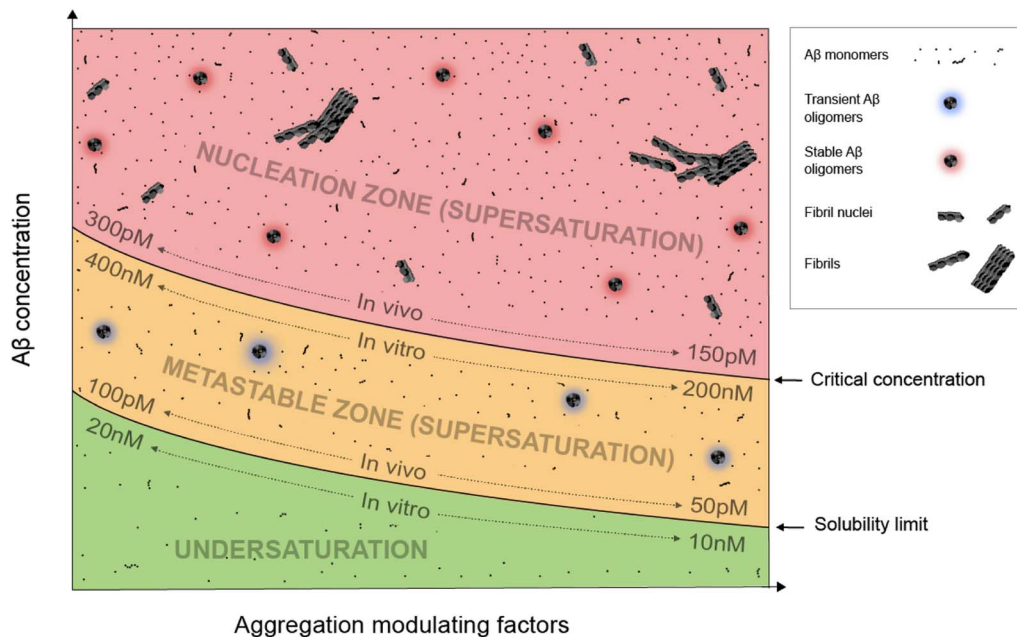 Aβ concentration
NUCLEATION ZONE (SUPERSATURATION)
300pM
In vivo
150pM
400nM
In vitro
200nM
METASTABLE ZONE (SUPERSATURATION)
100pM
In vivo
50pM
20nM
In vitro
10nM
UNDERSATURATION
Aggregation modulating factors
Aβ monomers
Transient Aβ
oligomers
Stable Aβ
oligomers
Fibril nuclei
Fibrils
Critical concentration
Solubility limit